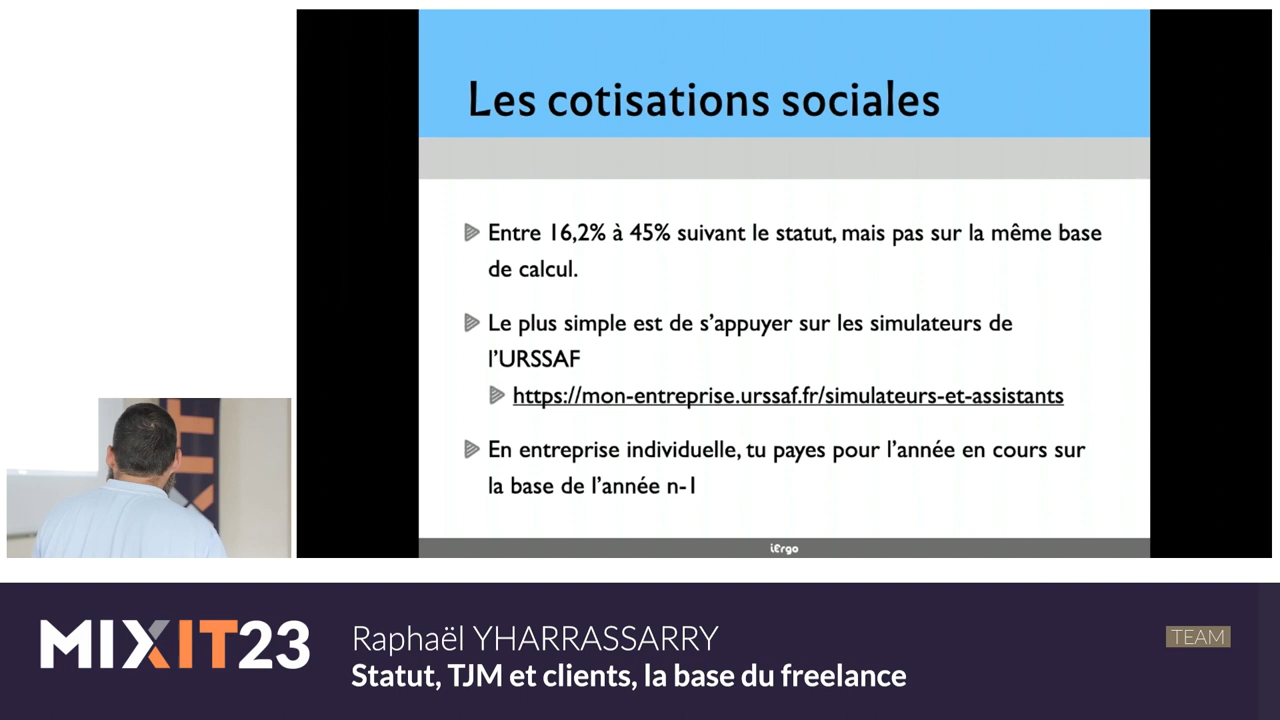 Les cotisations sociales
Entre 16,2% à 45% suivant le statut, mais pas sur la même base
de calcul.
Le plus simple est de s’appuyer sur les simulateurs de
l’URSSAF
https://mon-entreprise.urssaf.fr/simulateurs-et-assistants
En entreprise individuelle, tu payes pour l’année en cours sur
la base de l’année n-1
iErgo
MIXIT23
Raphaël YHARRASSARRY
Statut, TJM et clients, la base du freelance
TEAM